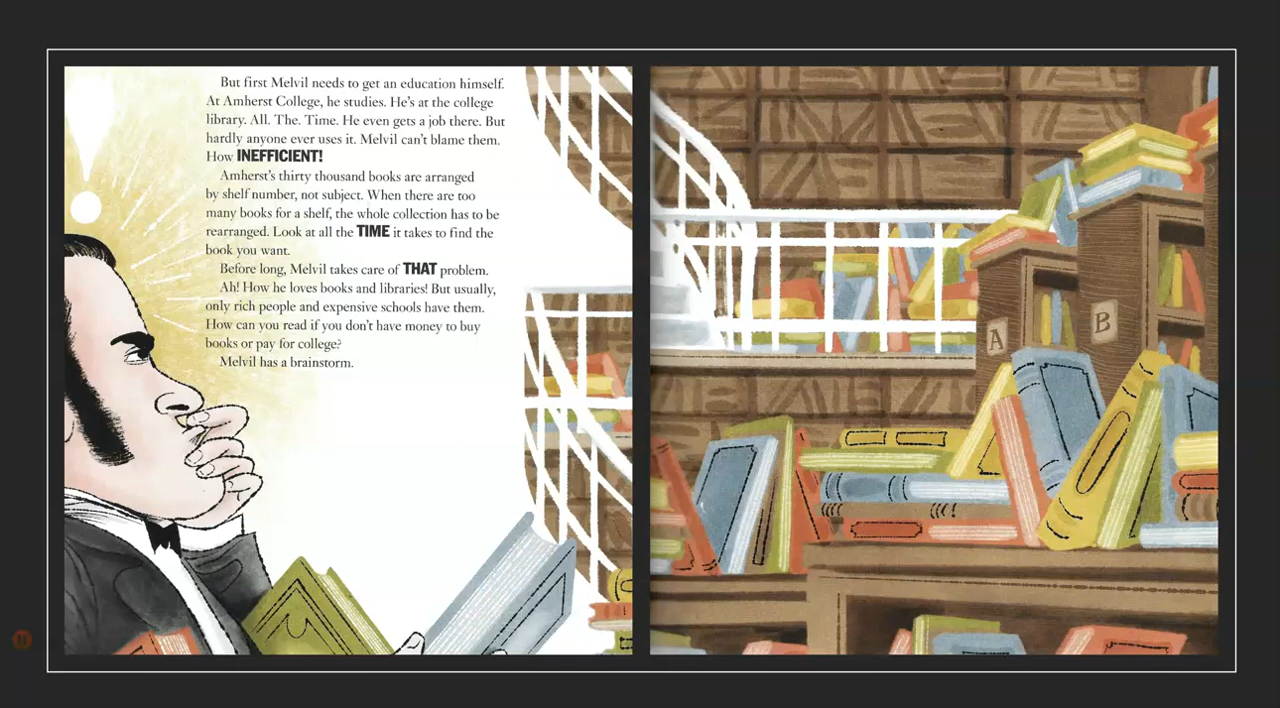 But first Melvil needs to get an education himself.
At Amherst College, he studies. He's at the college
library. All. The. Time. He even gets a job there. But
hardly anyone ever uses it. Melvil can't blame them.
How INEFFICIENT!
Amherst's thirty thousand books are arranged
by shelf number, not subject. When there are too
many books for a shelf, the whole collection has to be
rearranged. Look at all the TIME it takes to find the
book you want.
Before long, Melvil takes care of THAT problem.
Ah! How he loves books and libraries! But usually,
only rich people and expensive schools have them.
How can you read if you don't have money to buy
books or pay for college?
Melvil has a brainstorm.
A
B